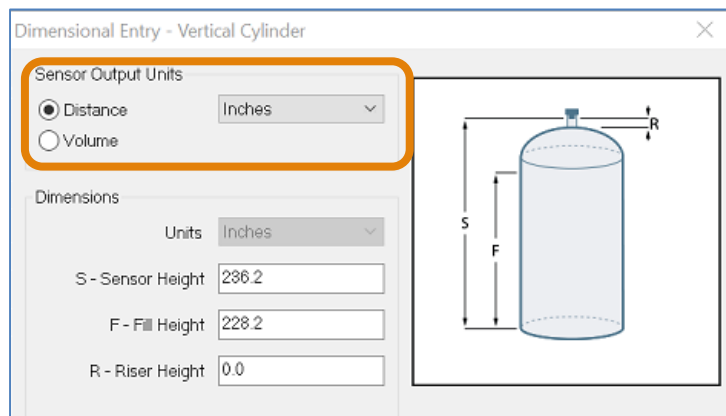 Dimensional Entry - Vertical Cylinder
Sensor Output Units
Distance Inches
Volume
Dimensions
Units Inches
S - Sensor Height 236.2
F - Fill Height 228.2
R - Riser Height 0.0
R
S
F